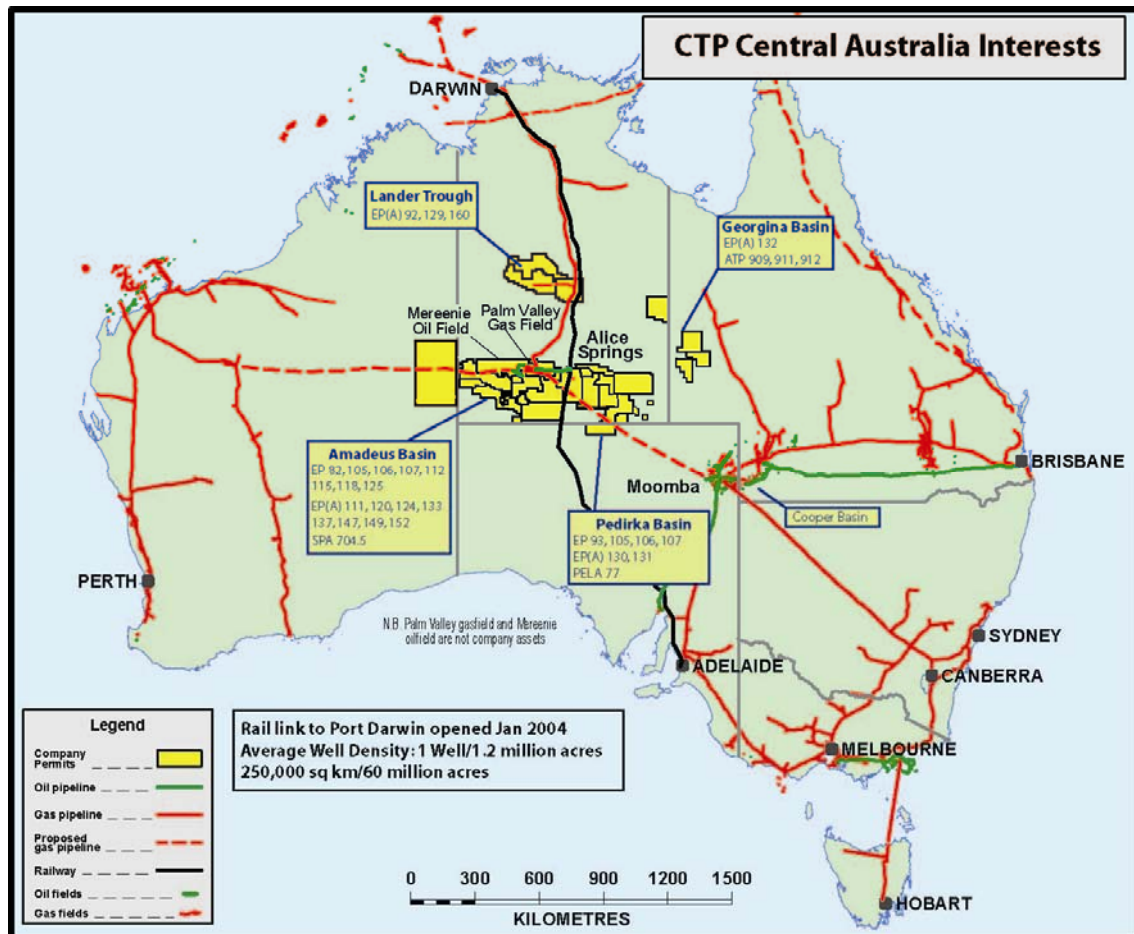 CTP Central Australia Interests
DARWIN
Lander Trough
EP(A) 92, 129, 160
Georgina Basin
EP(A) 132
ATP 909, 911, 912
Mereenie
Oil Field
Palm Valley
Gas Field
Alice
Springs
Amadeus Basin
EP 82, 105, 106, 107, 112
115, 118, 125
EP(A) 111, 120, 124, 133
137, 147, 149, 152
SPA 704.5
Moomba
BRISBANE
Cooper Basin
Pedirka Basin
EP 93, 105, 106, 107
EP(A) 130, 131
PELA 77
PERTH
N.B. Palm Valley gasfield and Mereenie
oilfield are not company assets
SYDNEY
ADELAIDE
CANBERRA
MELBOURNE
HOBART
Legend
Company
Permits
Oil pipeline
Gas pipeline
Proposed
gas pipeline
Railway
Oil fields
Gas fields
Rail link to Port Darwin opened Jan 2004
Average Well Density: 1 Well/1.2 million acres
250,000 sq km/60 million acres
0 300 600 900 1200 1500
KILOMETRES